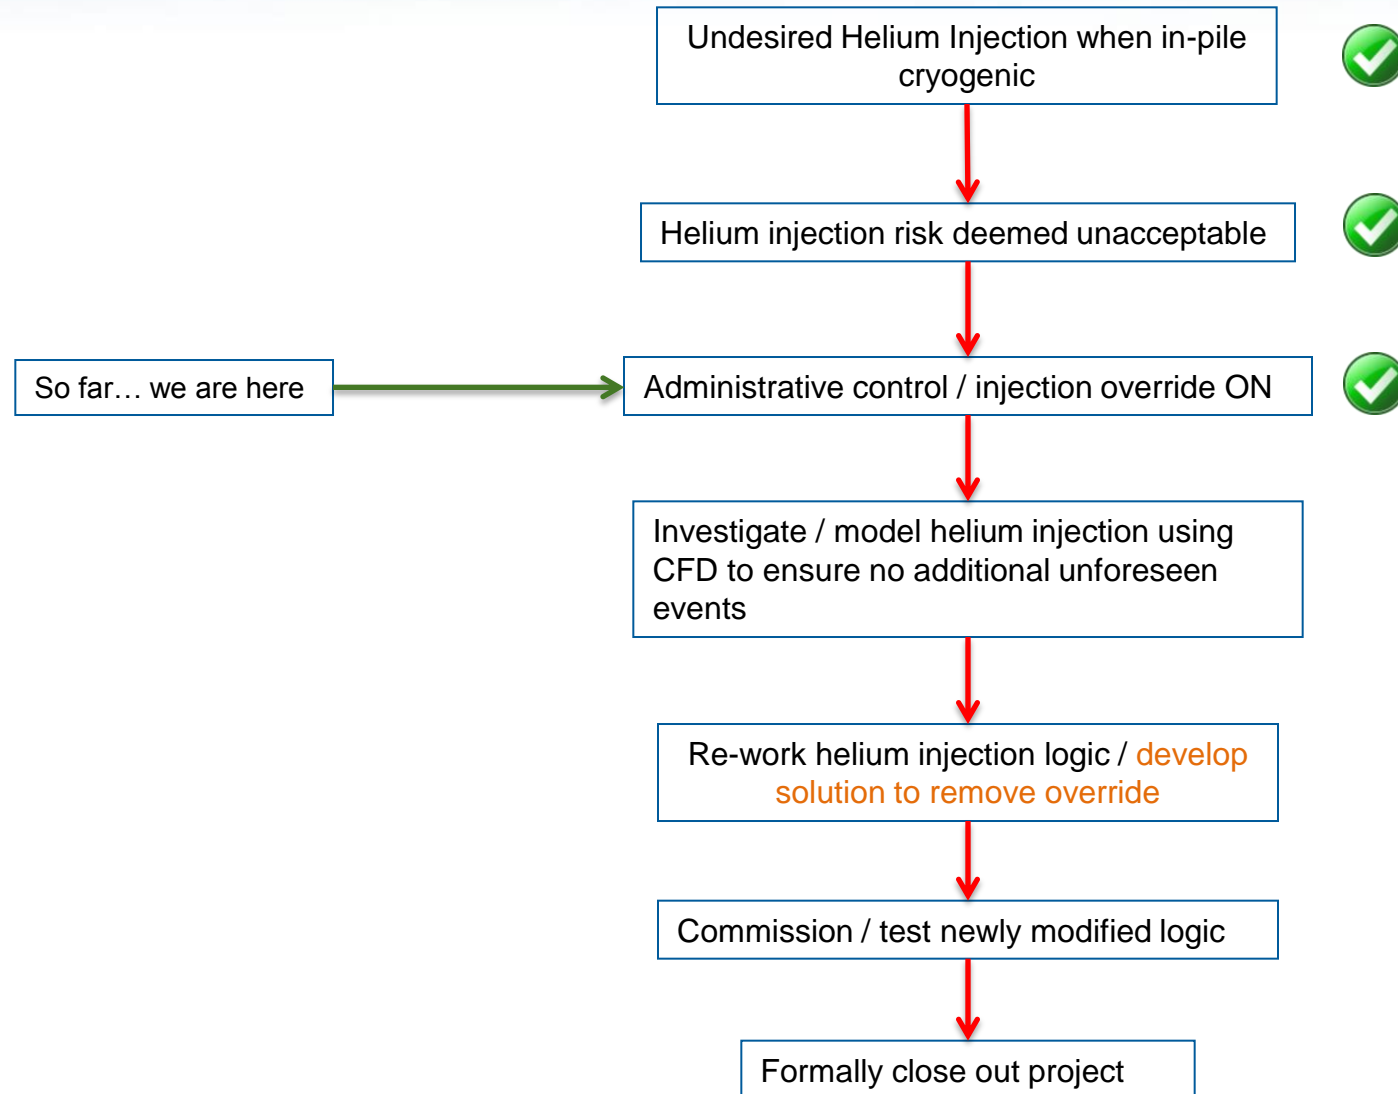 Undesired Helium Injection when in-pile
cryogenic
Helium injection risk deemed unacceptable
So far… we are here
Administrative control / injection override ON
Investigate / model helium injection using
CFD to ensure no additional unforeseen
events
Re-work helium injection logic / develop
solution to remove override
Commission / test newly modified logic
Formally close out project